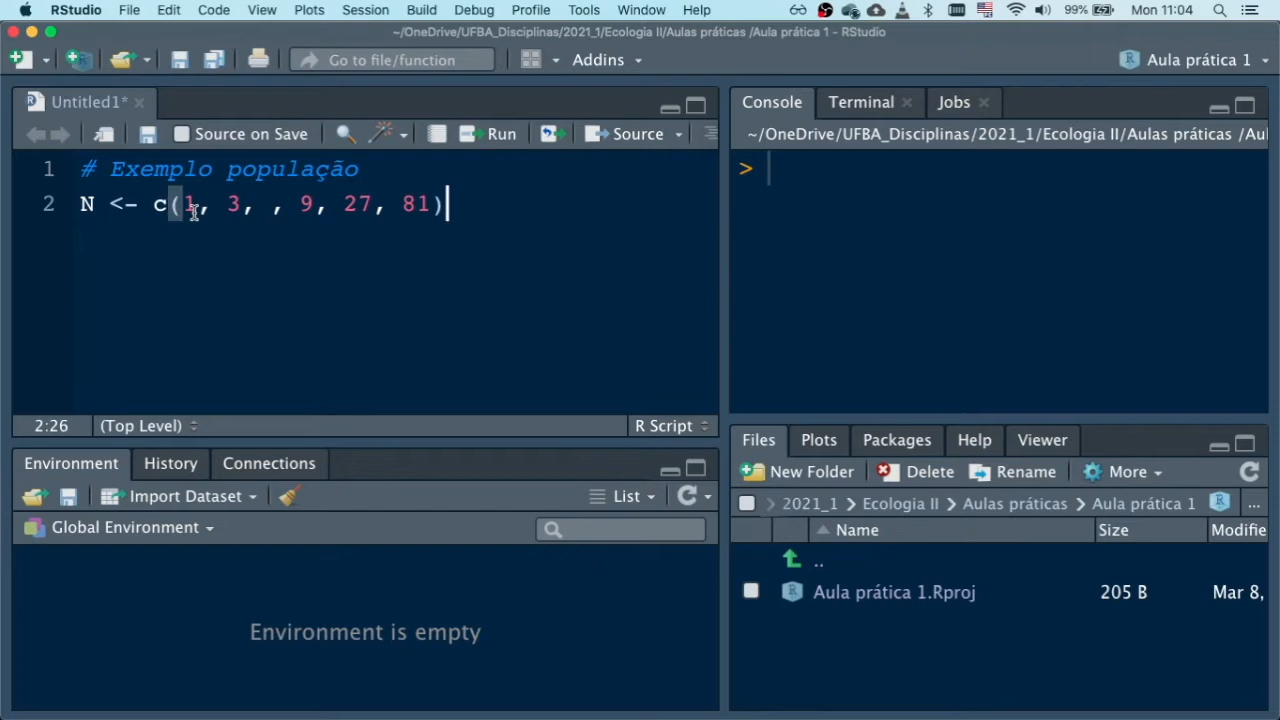 RStudio File Edit Code View Plots Session Build Debug Profile Tools Window Help 99% Mon 11:04
~/OneDrive/UFBA_Disciplinas/2021_1/Ecologia II/Aulas práticas /Aula prática 1 - RStudio
Go to file/function Addins Aula prática 1
Untitled1*
Source on Save Run Source
1 # Exemplo população
2 N <- c(1, 3, , 9, 27, 81)
2:26 (Top Level) R Script
Console Terminal Jobs
~/OneDrive/UFBA_Disciplinas/2021_1/Ecologia II/Aulas práticas /Aul
>
Environment History Connections
Import Dataset List
Global Environment
Environment is empty
Files Plots Packages Help Viewer
New Folder Delete Rename More
2021_1 Ecologia II Aulas práticas Aula prática 1 ...
Name Size Modifie
..
Aula prática 1.Rproj 205 B Mar 8,